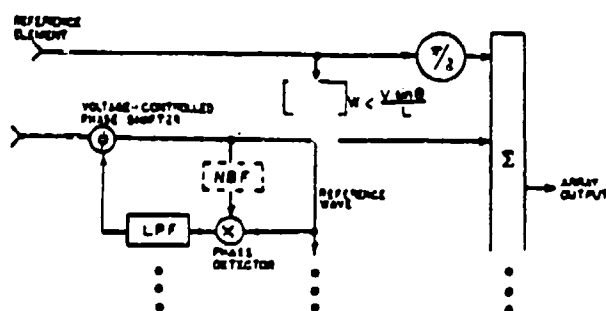 REFERENCE
ELEMENT
π/2
W < V sin θ
L
VOLTAGE-CONTROLLED
PHASE SHIFTER
ϕ
Σ
NBF
REFERENCE
WAVE
ARRAY
OUTPUT
LPF
X
PHASE
DETECTOR